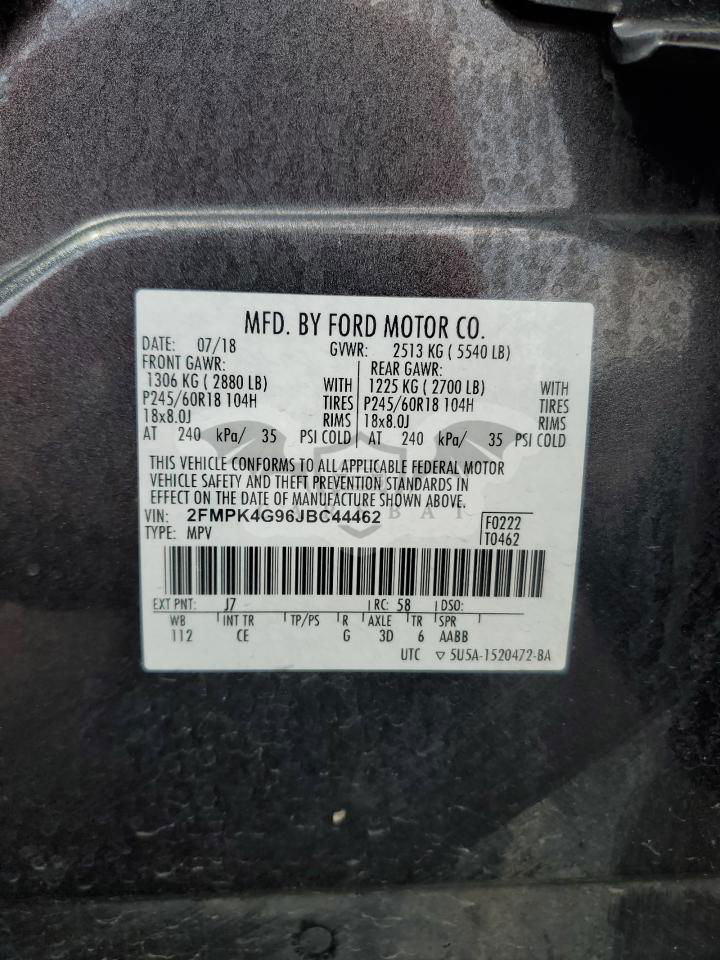 MFD. BY FORD MOTOR CO.
DATE: 07/18 GVWR: 2513 KG ( 5540 LB)
FRONT GAWR: REAR GAWR:
1306 KG ( 2880 LB) WITH 1225 KG ( 2700 LB) WITH
P245/60R18 104H TIRES P245/60R18 104H TIRES
18x8.0J RIMS 18x8.0J RIMS
AT 240 kPa/ 35 PSI COLD AT 240 kPa/ 35 PSI COLD
THIS VEHICLE CONFORMS TO ALL APPLICABLE FEDERAL MOTOR
VEHICLE SAFETY AND THEFT PREVENTION STANDARDS IN
EFFECT ON THE DATE OF MANUFACTURE SHOWN ABOVE.
VIN: 2FMPK4G96JBC44462 F0222
TYPE: MPV T0462
EXT PNT: J7 RC: 58 DSO:
WB INT TR TP/PS R AXLE TR SPR
112 CE G 3D 6 AABB
UTC ▽ 5U5A-1520472-BA